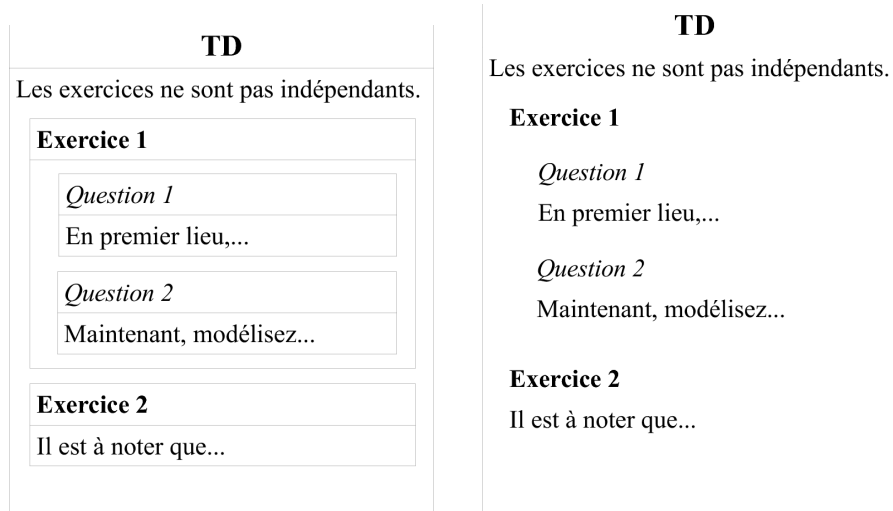 TD
Les exercices ne sont pas indépendants.
Exercice 1
Question 1
En premier lieu,...
Question 2
Maintenant, modélisez...
Exercice 2
Il est à noter que...
TD
Les exercices ne sont pas indépendants.
Exercice 1
Question 1
En premier lieu,...
Question 2
Maintenant, modélisez...
Exercice 2
Il est à noter que...